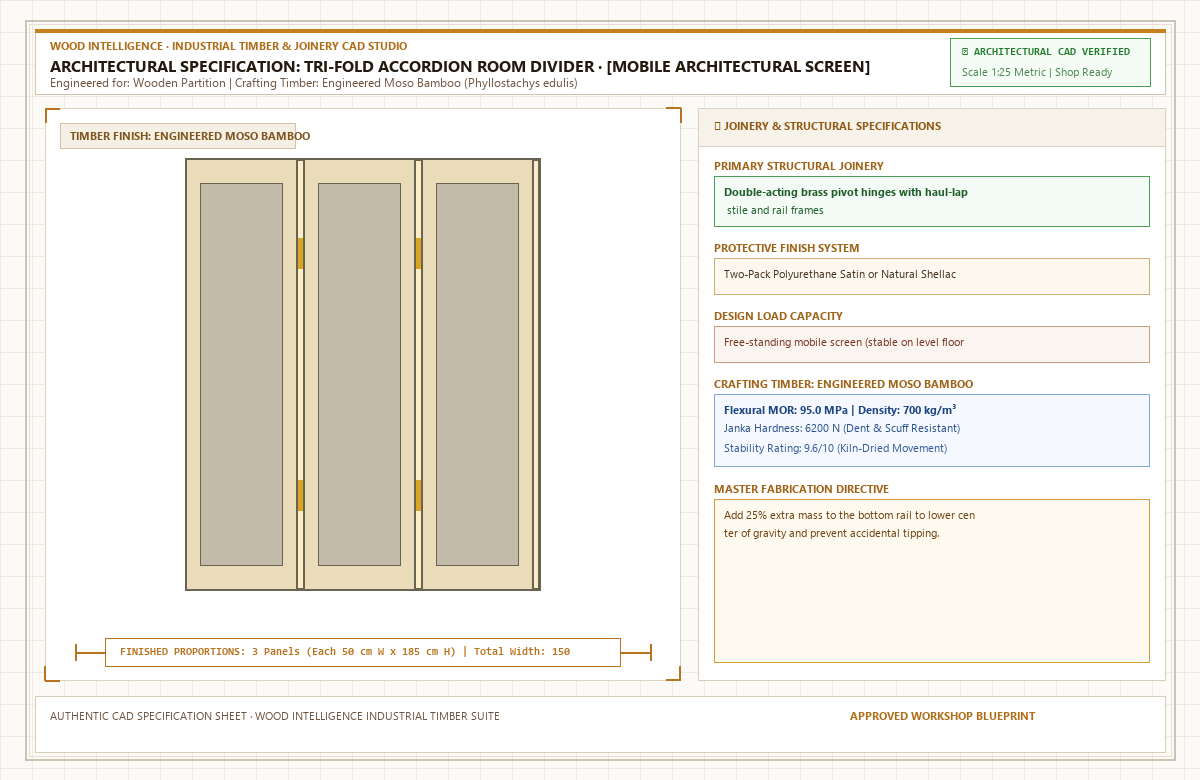 WOOD INTELLIGENCE · INDUSTRIAL TIMBER & JOINERY CAD STUDIO
ARCHITECTURAL SPECIFICATION: TRI-FOLD ACCORDION ROOM DIVIDER · [MOBILE ARCHITECTURAL SCREEN]
Engineered for: Wooden Partition | Crafting Timber: Engineered Moso Bamboo (Phyllostachys edulis)
ARCHITECTURAL CAD VERIFIED
Scale 1:25 Metric | Shop Ready
TIMBER FINISH: ENGINEERED MOSO BAMBOO
FINISHED PROPORTIONS: 3 Panels (Each 50 cm W x 185 cm H) | Total Width: 150
JOINERY & STRUCTURAL SPECIFICATIONS
PRIMARY STRUCTURAL JOINERY
Double-acting brass pivot hinges with haul-lap
stile and rail frames
PROTECTIVE FINISH SYSTEM
Two-Pack Polyurethane Satin or Natural Shellac
DESIGN LOAD CAPACITY
Free-standing mobile screen (stable on level floor
CRAFTING TIMBER: ENGINEERED MOSO BAMBOO
Flexural MOR: 95.0 MPa | Density: 700 kg/m³
Janka Hardness: 6200 N (Dent & Scuff Resistant)
Stability Rating: 9.6/10 (Kiln-Dried Movement)
MASTER FABRICATION DIRECTIVE
Add 25% extra mass to the bottom rail to lower cen
ter of gravity and prevent accidental tipping.
AUTHENTIC CAD SPECIFICATION SHEET · WOOD INTELLIGENCE INDUSTRIAL TIMBER SUITE
APPROVED WORKSHOP BLUEPRINT